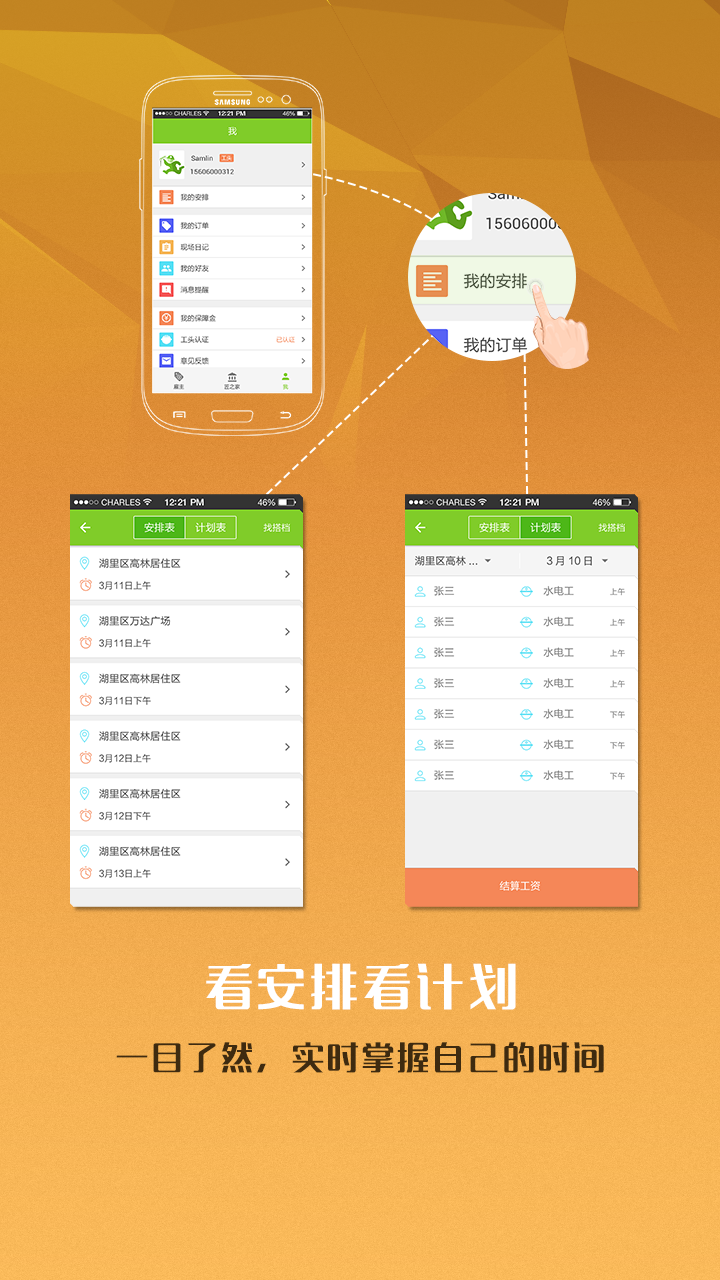 SAMSUNG
CHARLES 12:21 PM 46%
我
Samlin 工头
15606000312
我的安排
我的订单
现场日记
我的好友
消息提醒
我的保障金
工头认证 已认证
意见反馈
雇主 匠之家 我
Samlin
15606000
我的安排
我的订单
CHARLES 12:21 PM 46%
安排表 计划表 找搭档
湖里区高林居住区
3月11日上午
湖里区万达广场
3月11日上午
湖里区高林居住区
3月11日下午
湖里区高林居住区
3月12日上午
湖里区高林居住区
3月12日下午
湖里区高林居住区
3月13日上午
CHARLES 12:21 PM 46%
安排表 计划表 找搭档
湖里区高林 ... 3 月 10 日
张三 水电工 上午
张三 水电工 上午
张三 水电工 上午
张三 水电工 上午
张三 水电工 下午
张三 水电工 下午
张三 水电工 下午
结算工资
看安排看计划
一目了然，实时掌握自己的时间